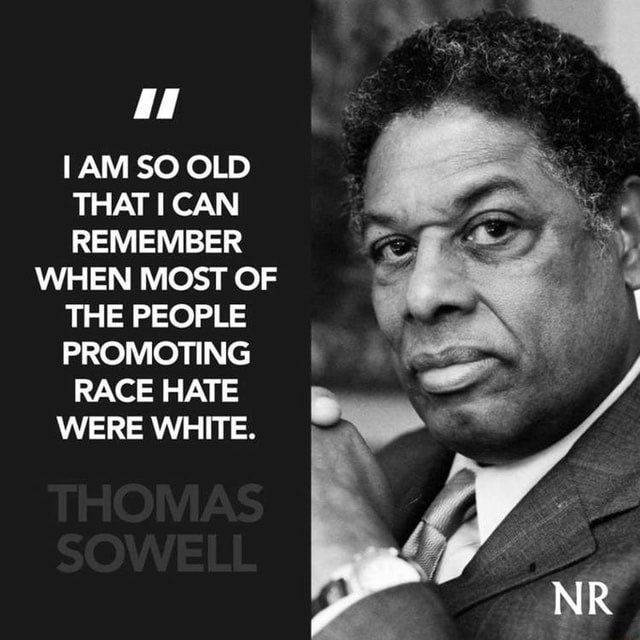 "
I AM SO OLD
THAT I CAN
REMEMBER
WHEN MOST OF
THE PEOPLE
PROMOTING
RACE HATE
WERE WHITE.
THOMAS
SOWELL
NR